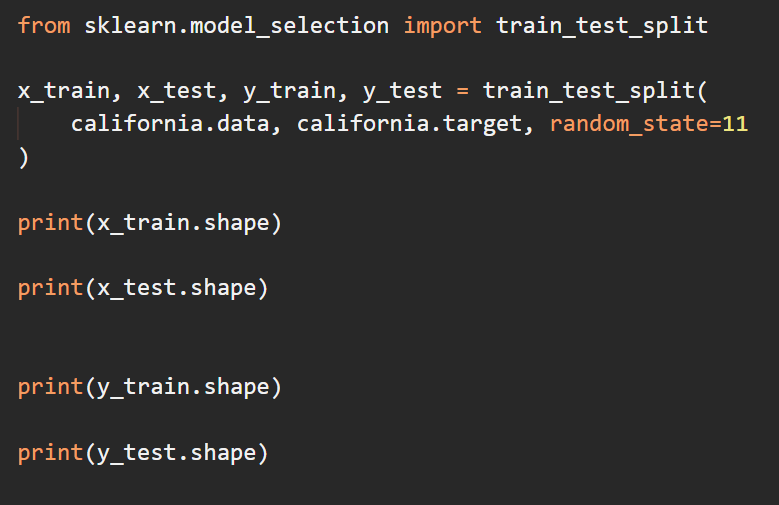 from sklearn.model_selection import train_test_split
x_train, x_test, y_train, y_test = train_test_split(
    california.data, california.target, random_state=11
)
print(x_train.shape)
print(x_test.shape)
print(y_train.shape)
print(y_test.shape)